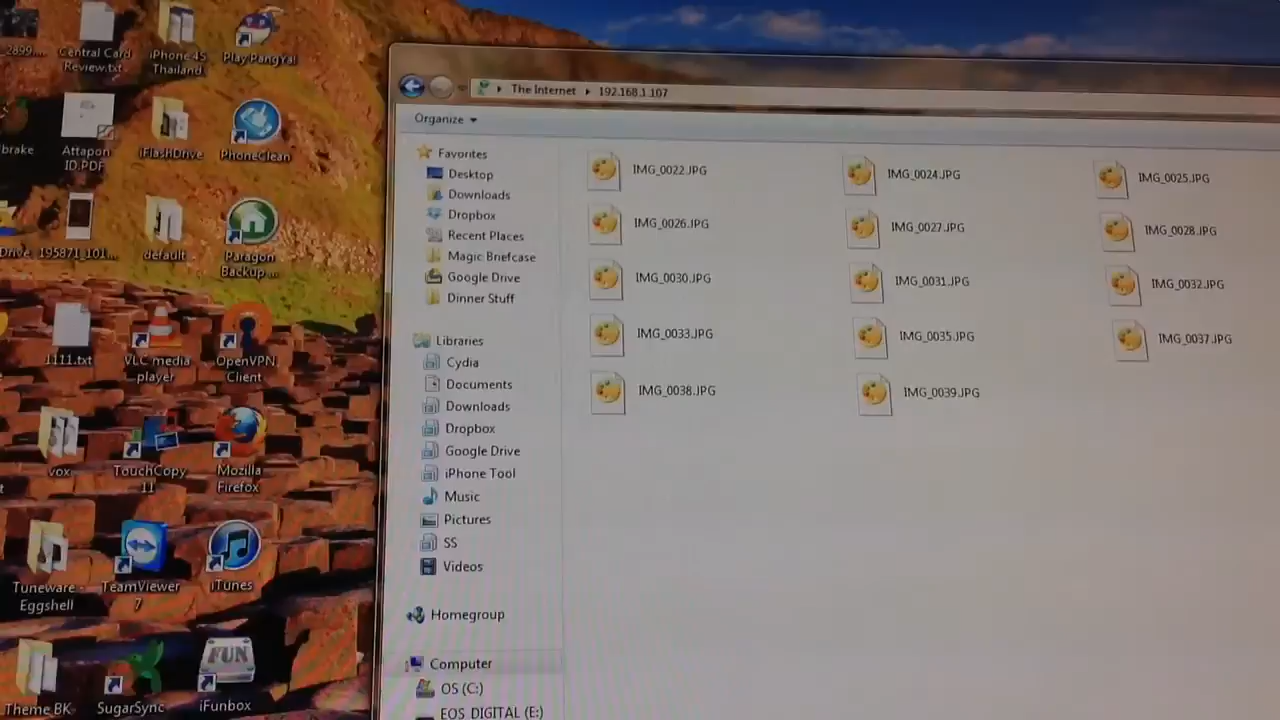 _2899...
Central Card
Review.txt
iPhone 4S
Thailand
Play PangYa!
brake
Attapon
ID.PDF
iFlashDrive
PhoneClean
Drive
195871_101...
default
Paragon
Backup ...
1111.txt
VLC media
player
OpenVPN
Client
vox
TouchCopy
11
Mozilla
Firefox
Tuneware -
Eggshell
TeamViewer
7
iTunes
Theme BK-
SugarSync
FUN
iFunbox
The Internet
192.168.1.107
Organize
Favorites
Desktop
Downloads
Dropbox
Recent Places
Magic Briefcase
Google Drive
Dinner Stuff
Libraries
Cydia
Documents
Downloads
Dropbox
Google Drive
iPhone Tool
Music
Pictures
SS
Videos
Homegroup
Computer
OS (C:)
EOS_DIGITAL (E:)
IMG_0022.JPG
IMG_0024.JPG
IMG_0025.JPG
IMG_0026.JPG
IMG_0027.JPG
IMG_0028.JPG
IMG_0030.JPG
IMG_0031.JPG
IMG_0032.JPG
IMG_0033.JPG
IMG_0035.JPG
IMG_0037.JPG
IMG_0038.JPG
IMG_0039.JPG